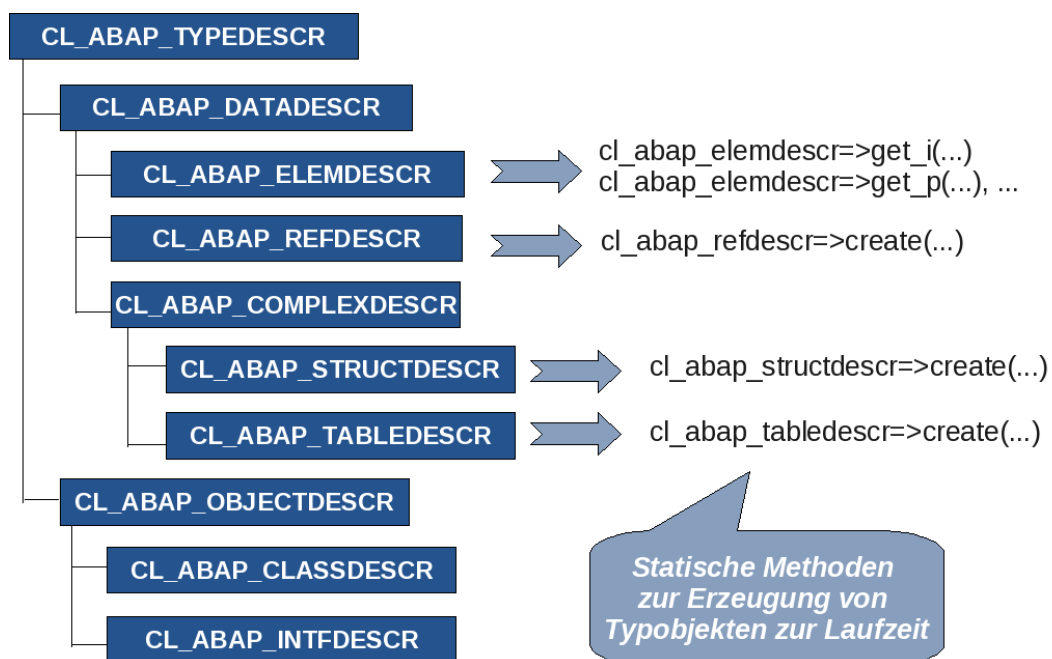 CL_ABAP_TYPEDESCR
CL_ABAP_DATADESCR
CL_ABAP_ELEMDESCR
cl_abap_elemdescr=>get_i(...)
cl_abap_elemdescr=>get_p(...), ...
CL_ABAP_REFDESCR
cl_abap_refdescr=>create(...)
CL_ABAP_COMPLEXDESCR
CL_ABAP_STRUCTDESCR
cl_abap_structdescr=>create(...)
CL_ABAP_TABLEDESCR
cl_abap_tabledescr=>create(...)
CL_ABAP_OBJECTDESCR
CL_ABAP_CLASSDESCR
CL_ABAP_INTFDESCR
Statische Methoden
zur Erzeugung von
Typobjekten zur Laufzeit